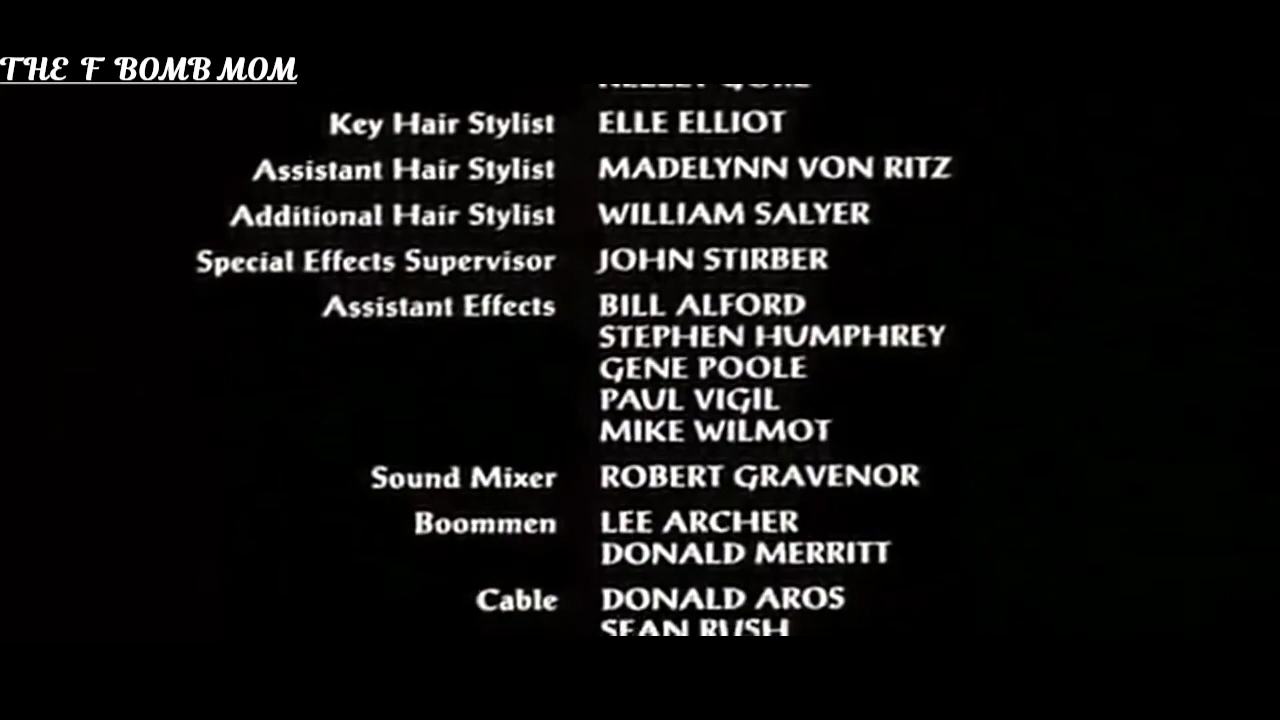 THE F BOMB MOM
Key Hair Stylist ELLE ELLIOT
Assistant Hair Stylist MADELYNN VON RITZ
Additional Hair Stylist WILLIAM SALYER
Special Effects Supervisor JOHN STIRBER
Assistant Effects BILL ALFORD
STEPHEN HUMPHREY
GENE POOLE
PAUL VIGIL
MIKE WILMOT
Sound Mixer ROBERT GRAVENOR
Boommen LEE ARCHER
DONALD MERRITT
Cable DONALD AROS
SEAN RUSH